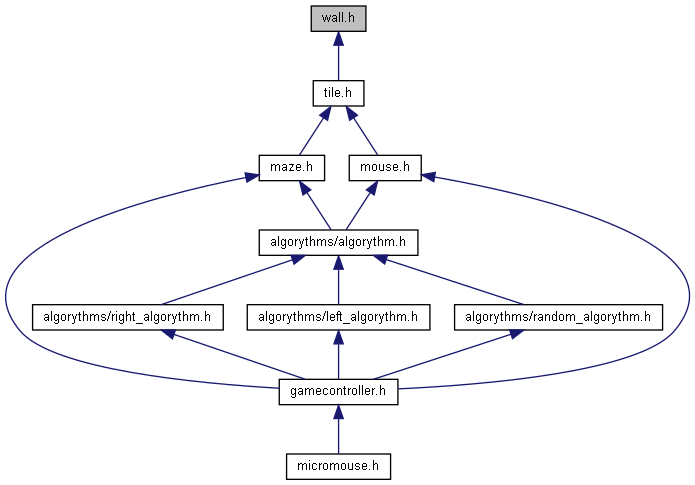 wall.h
tile.h
maze.h
mouse.h
algorythms/algorythm.h
algorythms/right_algorythm.h
algorythms/left_algorythm.h
algorythms/random_algorythm.h
gamecontroller.h
micromouse.h